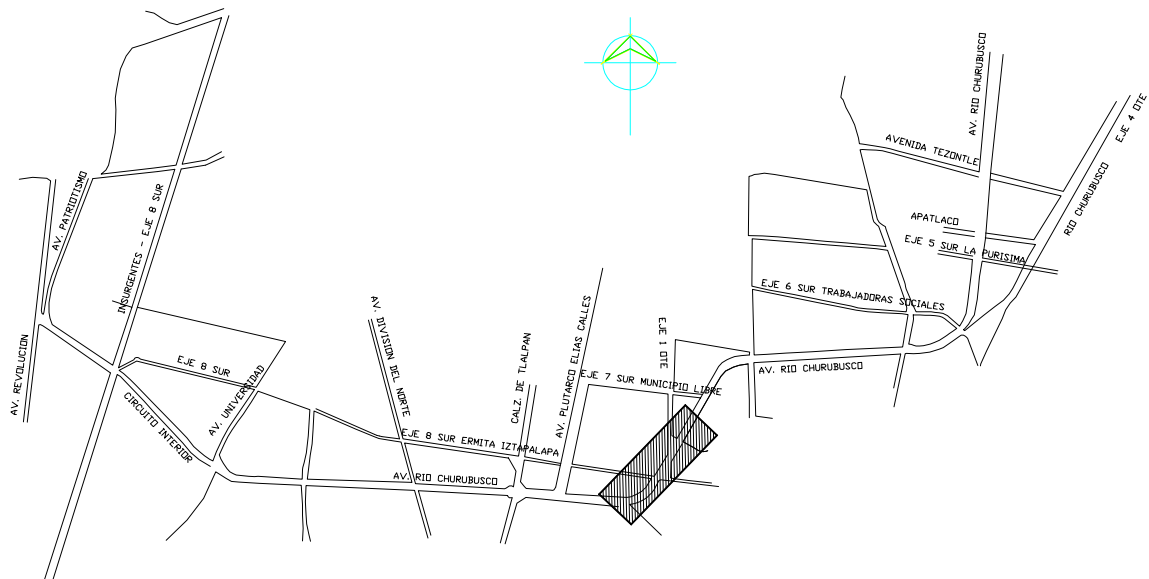 AV. RIO CHURUBUSCO
EJE 4 OTE
AVENIDA TEZONTLE
RIO CHURUBUSCO
AV. PATRIOTISMO
INSURGENTES - EJE 8 SUR
APATLACO
EJE 5 SUR LA PURISIMA
EJE 6 SUR TRABAJADORAS SOCIALES
AV. REVOLUCION
AV. DIVISION DEL NORTE
CALZ. DE TLALPAN
AV. PLUTARCO ELIAS CALLES
EJE 1 OTE
EJE 8 SUR
AV. UNIVERSIDAD
CIRCUITO INTERIOR
EJE 7 SUR MUNICIPIO LIBRE
AV. RIO CHURUBUSCO
EJE 8 SUR ERMITA IZTAPALAPA
AV. RIO CHURUBUSCO